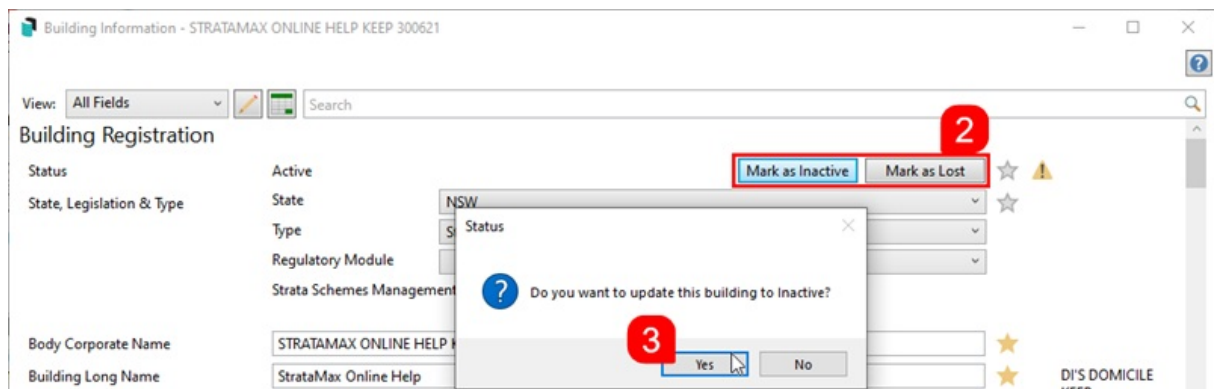 Building Information - STRATAMAX ONLINE HELP KEEP 300621
View: All Fields Search
Building Registration
2
Status Active Mark as Inactive Mark as Lost
State, Legislation & Type State NSW
Status
Type
Regulatory Module
Do you want to update this building to Inactive?
Strata Schemes Management
3
Yes No
Body Corporate Name STRATAMAX ONLINE HELP
Building Long Name StrataMax Online Help DI'S DOMICILE